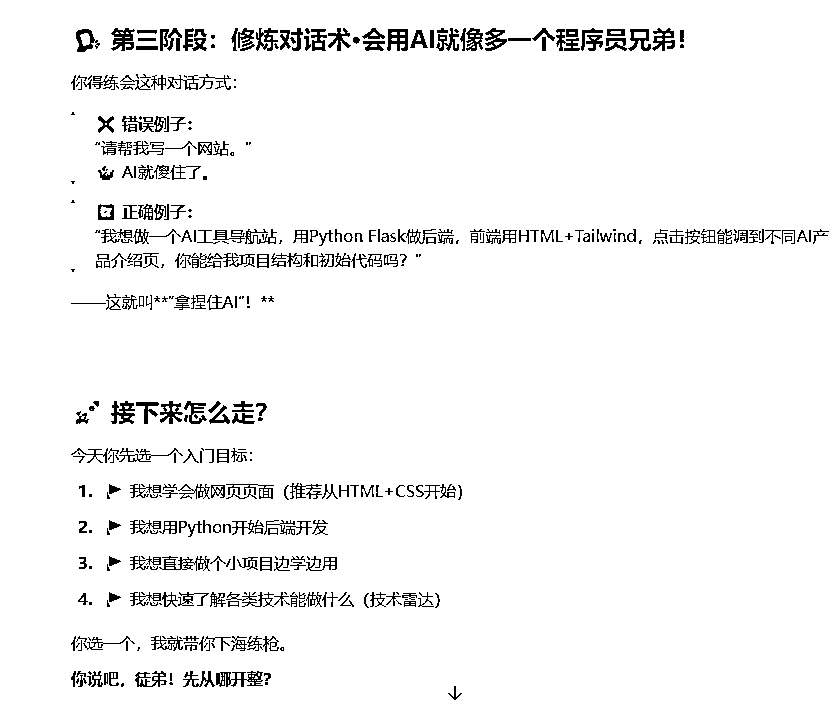 第三阶段：修炼对话术·会用AI就像多一个程序员兄弟！
你得练会这种对话方式：
错误例子：
“请帮我写一个网站。”
AI就傻住了。
正确例子：
“我想做一个AI工具导航站，用Python Flask做后端，前端用HTML+Tailwind，点击按钮能调到不同AI产
品介绍页，你能给我项目结构和初始代码吗？”
——这就叫**“拿捏住AI”！**
接下来怎么走？
今天你先选一个入门目标：
1. 我想学会做网页页面（推荐从HTML+CSS开始）
2. 我想用Python开始后端开发
3. 我想直接做个小项目边学边用
4. 我想快速了解各类技术能做什么（技术雷达）
你选一个，我就带你下海练枪。
你说吧，徒弟！先从哪开整？